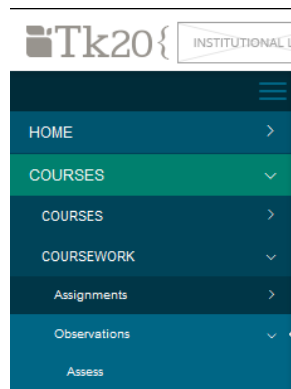 Tk20{ INSTITUTIONAL
HOME
COURSES
COURSES
COURSEWORK
Assignments
Observations
Assess